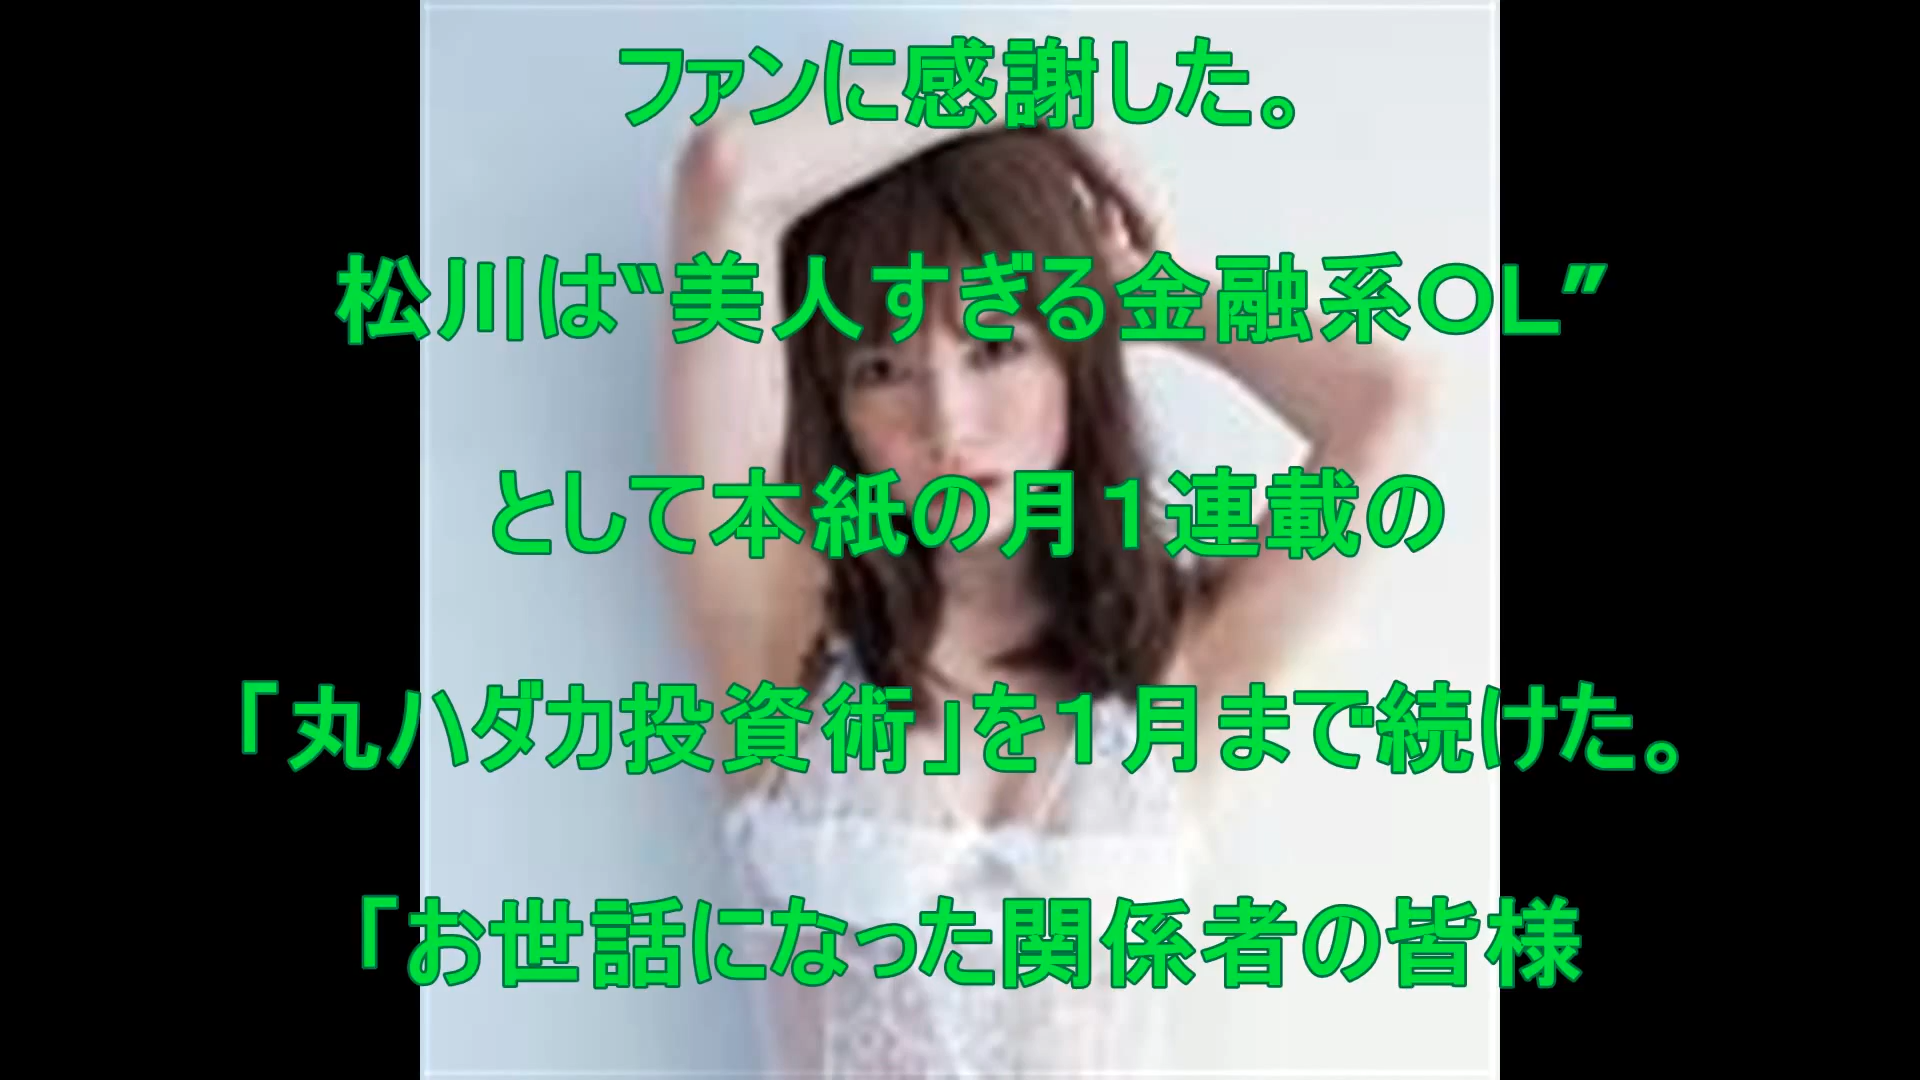 ファンに感謝した。
松川は“美人すぎる金融系ＯＬ”
として本紙の月１連載の
「丸ハダカ投資術」を１月まで続けた。
「お世話になった関係者の皆様